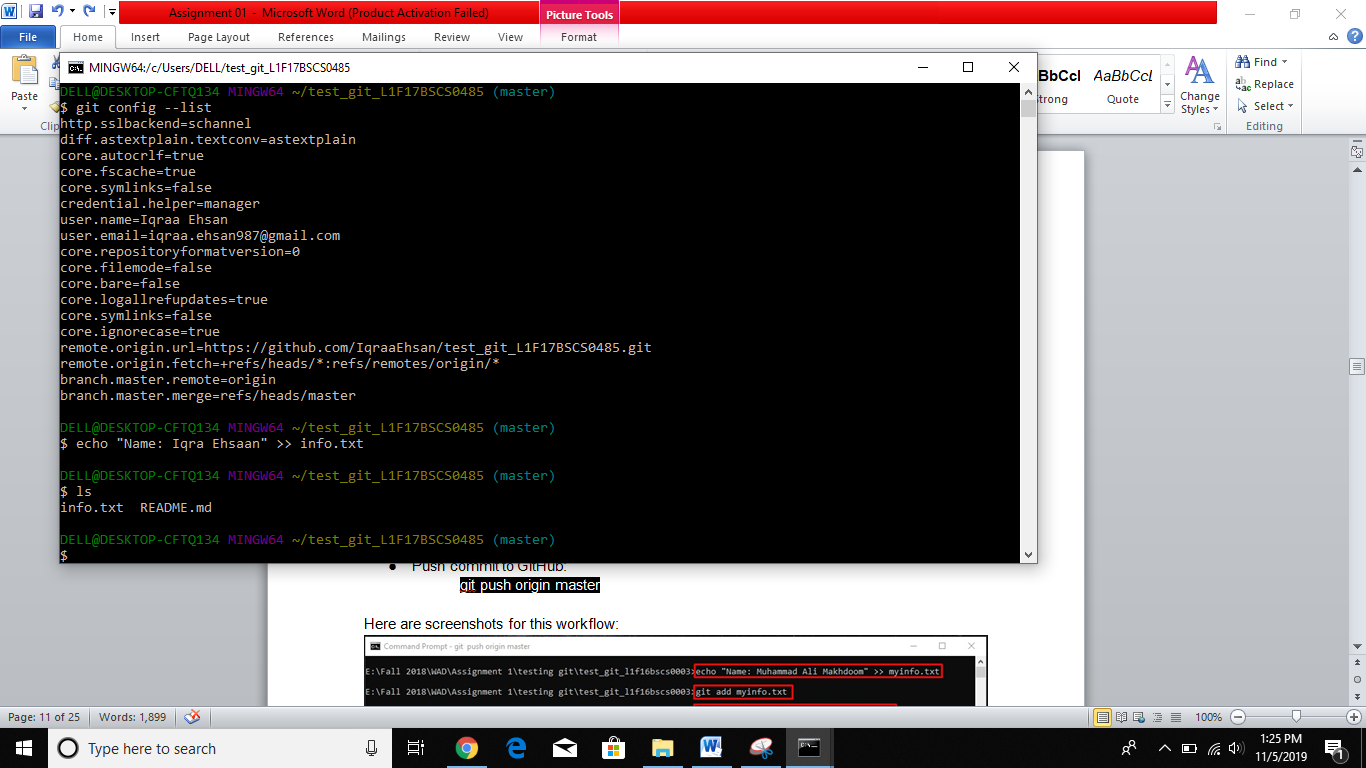 Assignment 01 - Microsoft Word (Product Activation Failed)
Picture Tools
File Home Insert Page Layout References Mailings Review View Format
Paste
Clip
MINGW64:/c/Users/DELL/test_git_L1F17BSCS0485
BbCcl AaBbCcL
trong Quote
Change
Styles
Find
Replace
Select
Editing
DELL@DESKTOP-CFTQ134 MINGW64 ~/test_git_L1F17BSCS0485 (master)
$ git config --list
http.sslbackend=schannel
diff.astextplain.textconv=astextplain
core.autocrlf=true
core.fscache=true
core.symlinks=false
credential.helper=manager
user.name=Iqraa Ehsan
user.email=iqraa.ehsan987@gmail.com
core.repositoryformatversion=0
core.filemode=false
core.bare=false
core.logallrefupdates=true
core.symlinks=false
core.ignorecase=true
remote.origin.url=https://github.com/IqraaEhsan/test_git_L1F17BSCS0485.git
remote.origin.fetch=+refs/heads/*:refs/remotes/origin/*
branch.master.remote=origin
branch.master.merge=refs/heads/master
DELL@DESKTOP-CFTQ134 MINGW64 ~/test_git_L1F17BSCS0485 (master)
$ echo "Name: Iqra Ehsaan" >> info.txt
DELL@DESKTOP-CFTQ134 MINGW64 ~/test_git_L1F17BSCS0485 (master)
$ ls
info.txt README.md
DELL@DESKTOP-CFTQ134 MINGW64 ~/test_git_L1F17BSCS0485 (master)
$
● Push commit to GitHub:
git push origin master
Here are screenshots for this workflow:
Command Prompt - git push origin master
E:\Fall 2018\WAD\Assignment 1\testing git\test_git_l1f16bscs0003>echo "Name: Muhammad Ali Makhdoom" >> myinfo.txt
E:\Fall 2018\WAD\Assignment 1\testing git\test_git_l1f16bscs0003>git add myinfo.txt
Page: 11 of 25 Words: 1,899 100%
Type here to search
1:25 PM
11/5/2019
1